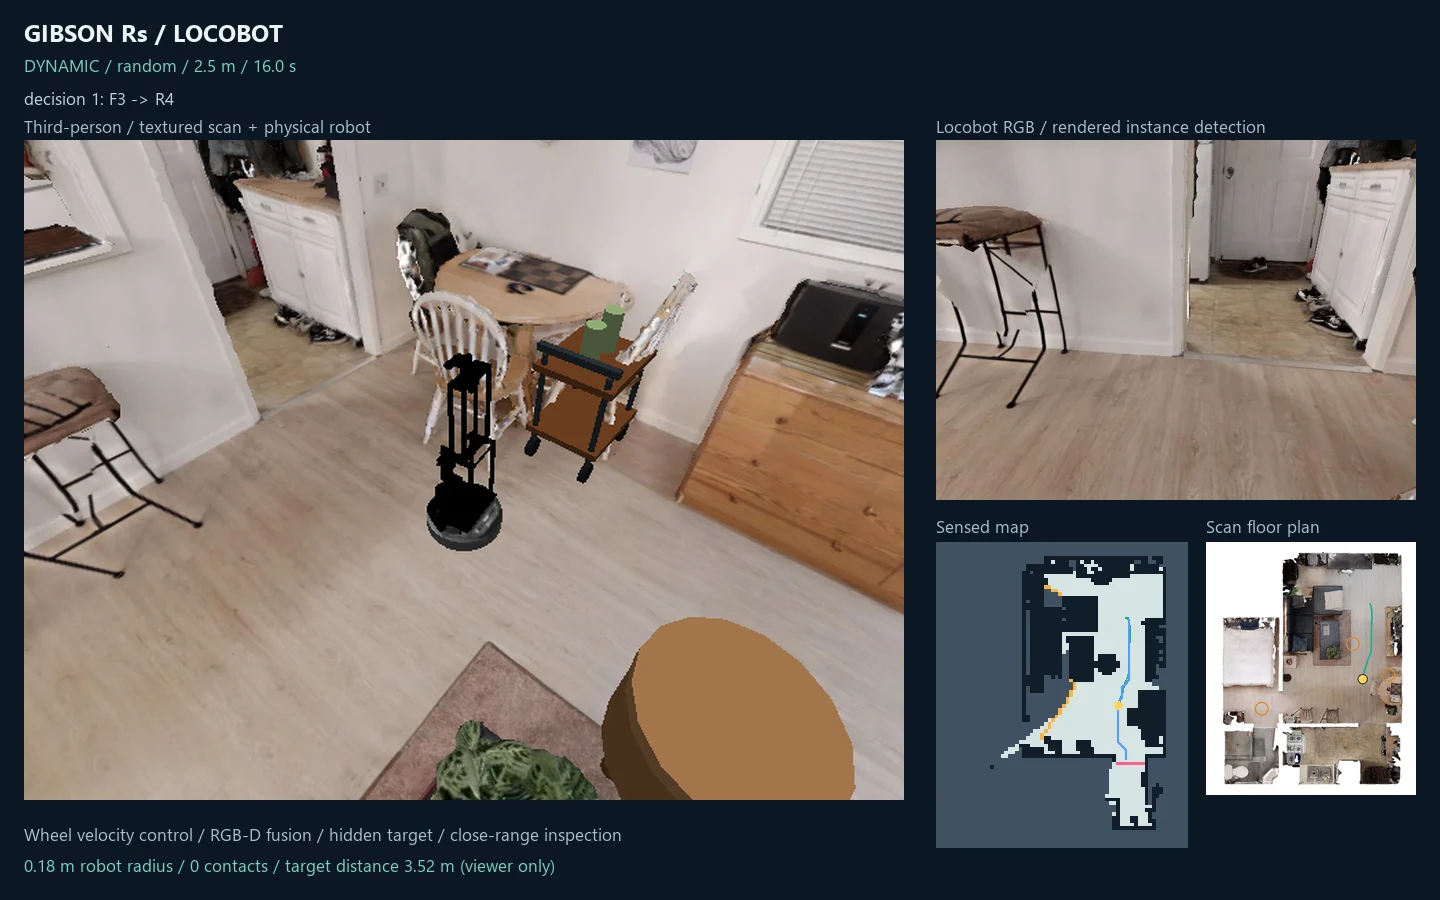 GIBSON Rs / LOCOBOT
DYNAMIC / random / 2.5 m / 16.0 s
decision 1: F3 -> R4
Third-person / textured scan + physical robot
Locobot RGB / rendered instance detection
Sensed map
Scan floor plan
Wheel velocity control / RGB-D fusion / hidden target / close-range inspection
0.18 m robot radius / 0 contacts / target distance 3.52 m (viewer only)